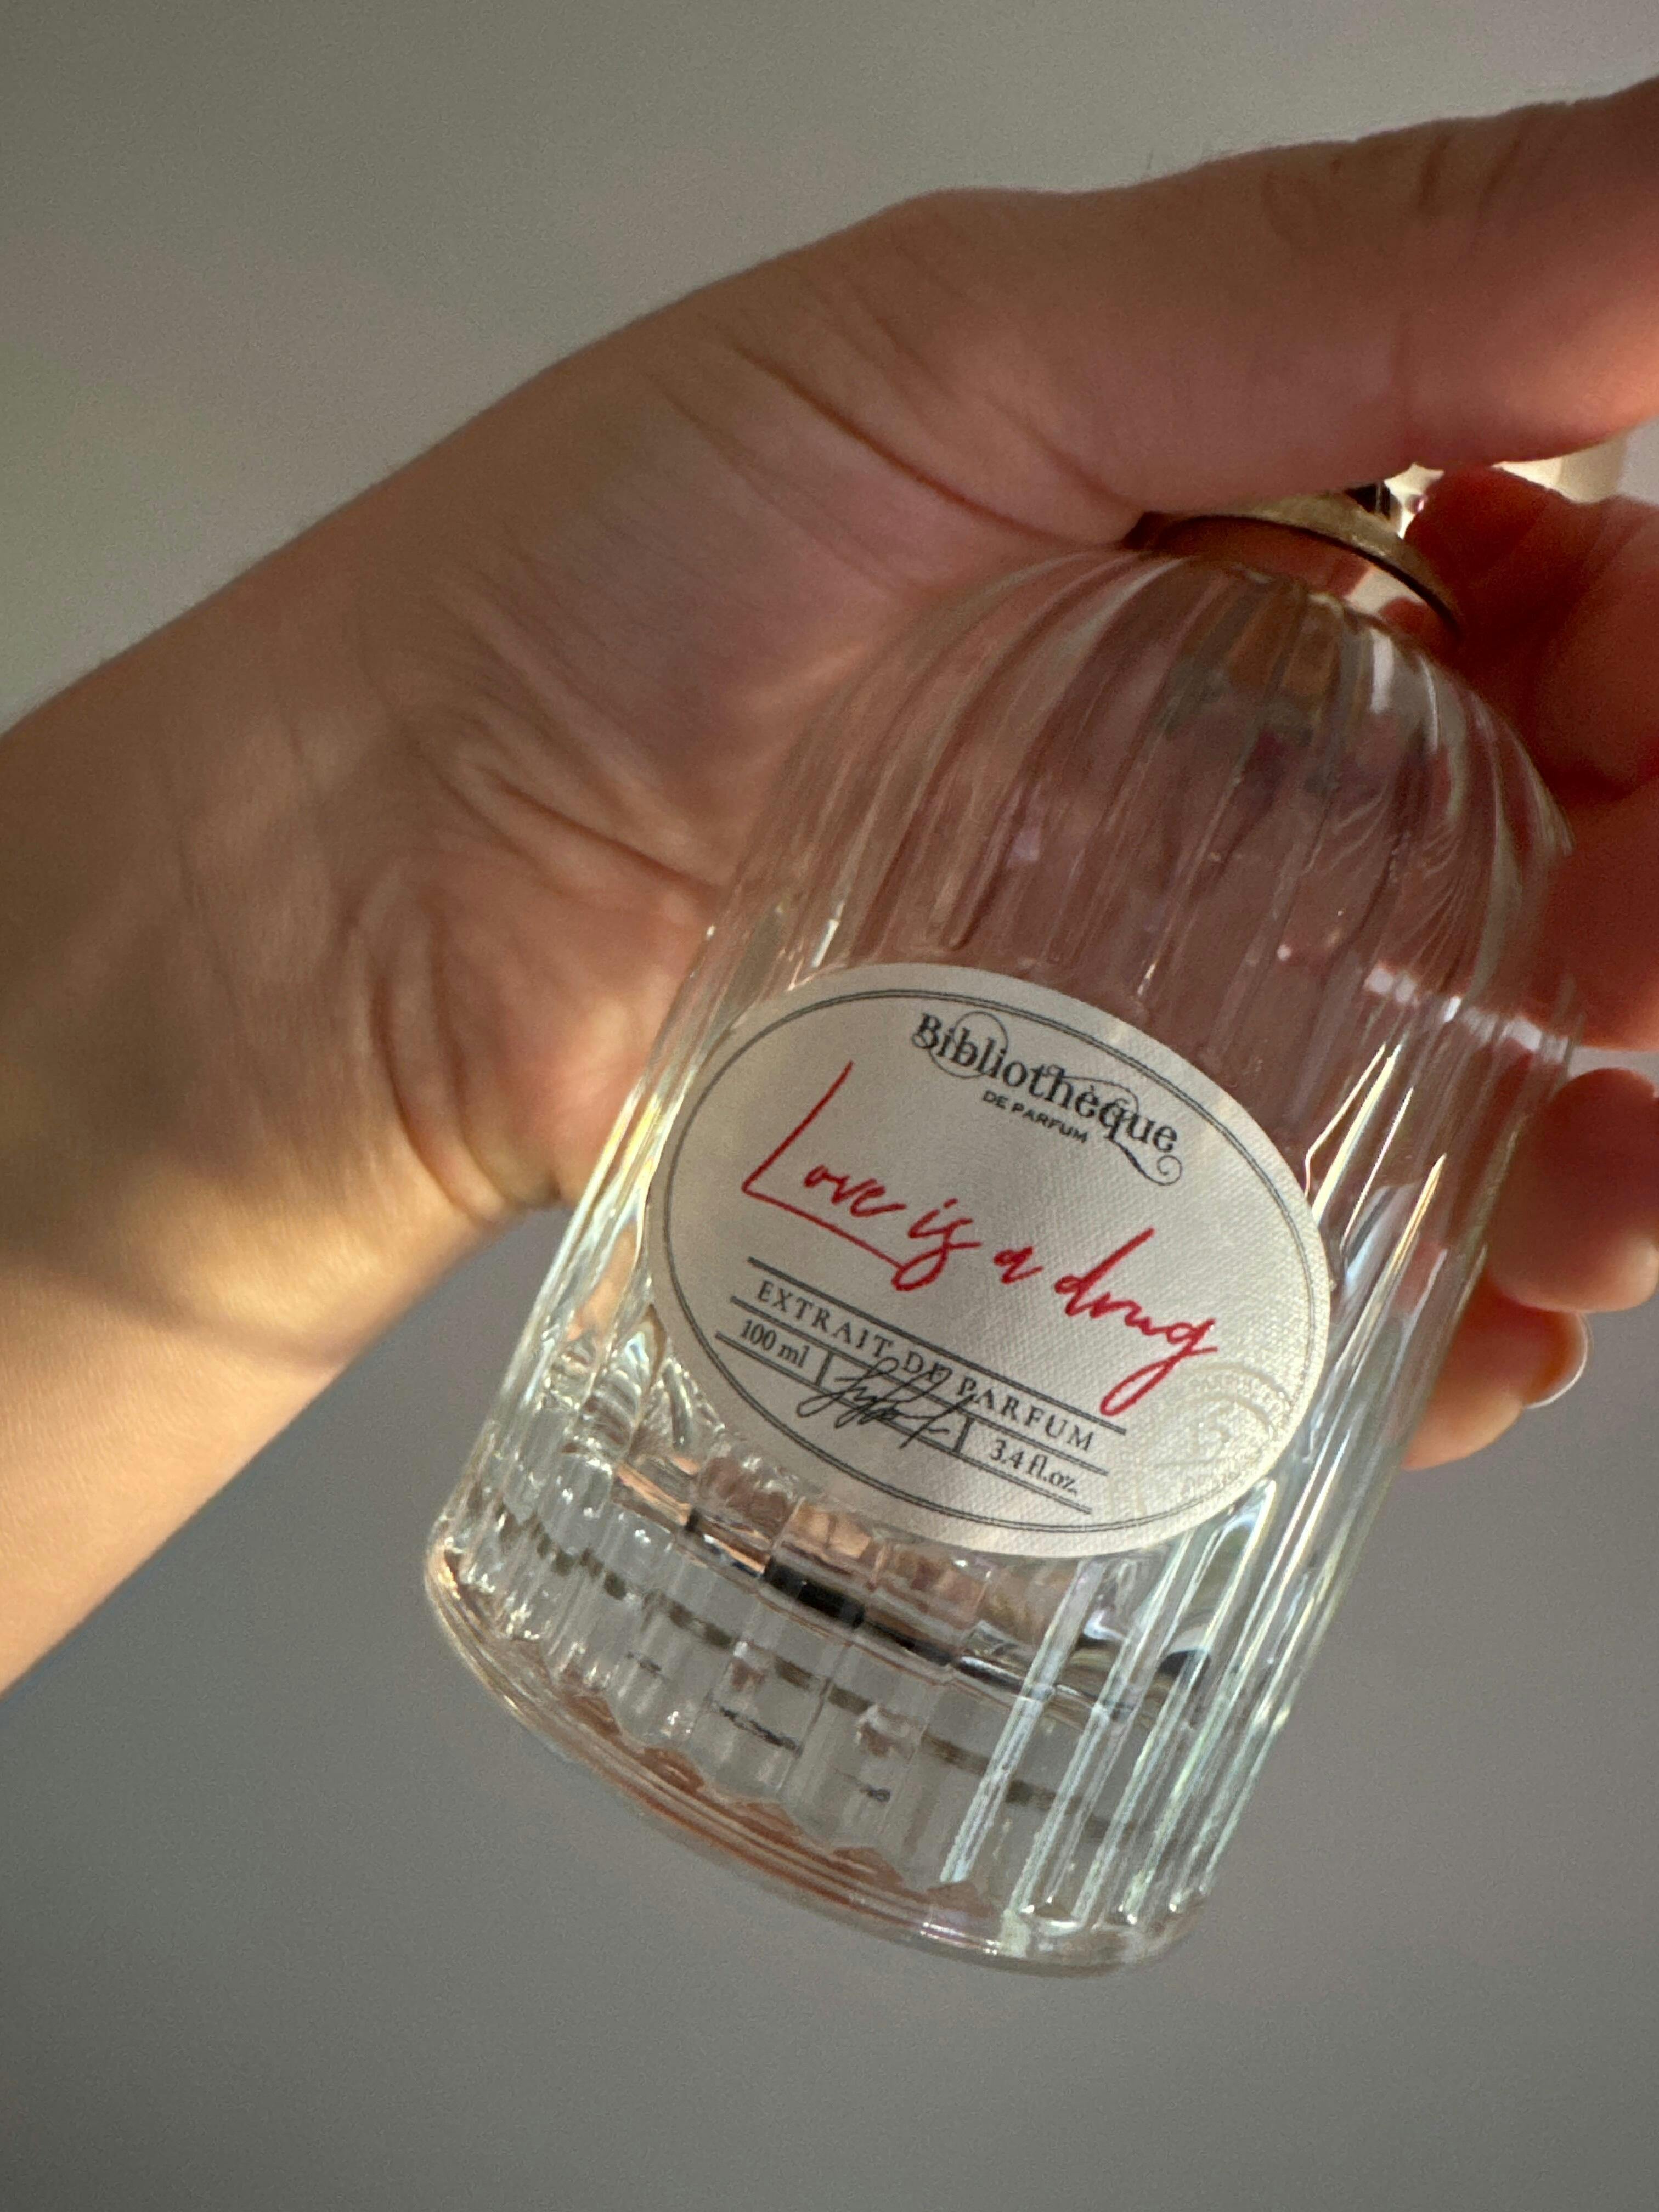 Bibliothèque
DE PARFUM
Love is a drug
EXTRAIT DE PARFUM
100 ml
3.4 fl.oz.